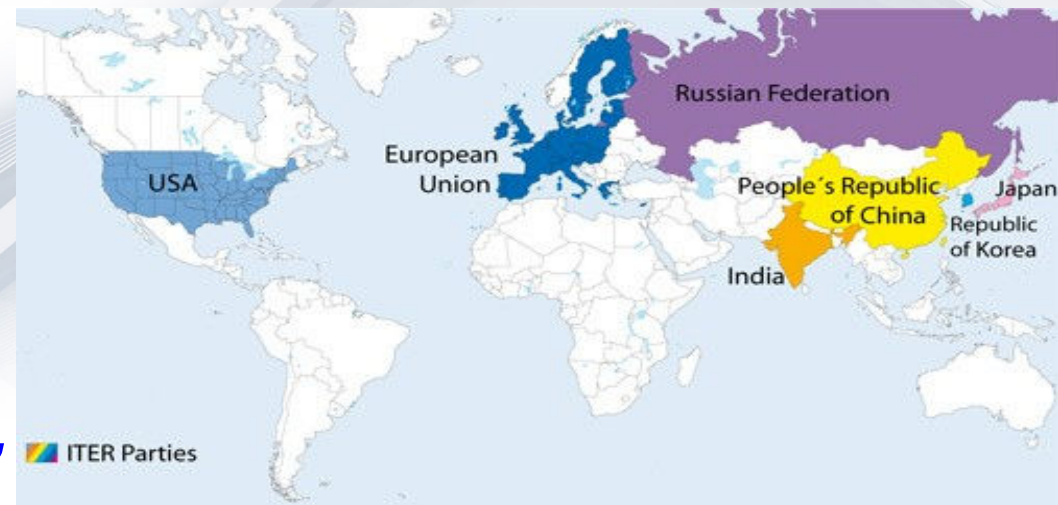 Russian Federation
European
Union
USA
People´s Republic
of China
Japan
Republic
of Korea
India
ITER Parties